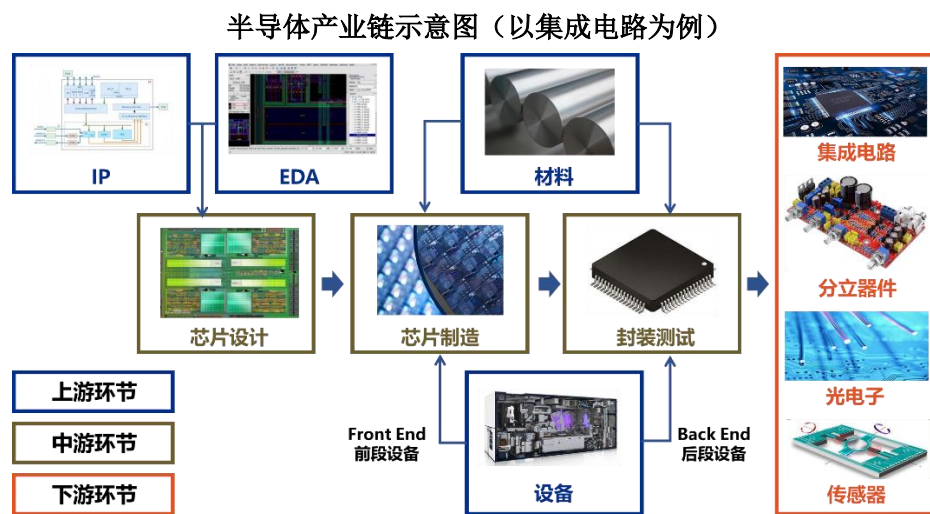 半导体产业链示意图（以集成电路为例）
IP
EDA
材料
集成电路
芯片设计
芯片制造
封装测试
分立器件
上游环节
中游环节
下游环节
Front End
前段设备
Back End
后段设备
设备
光电子
传感器